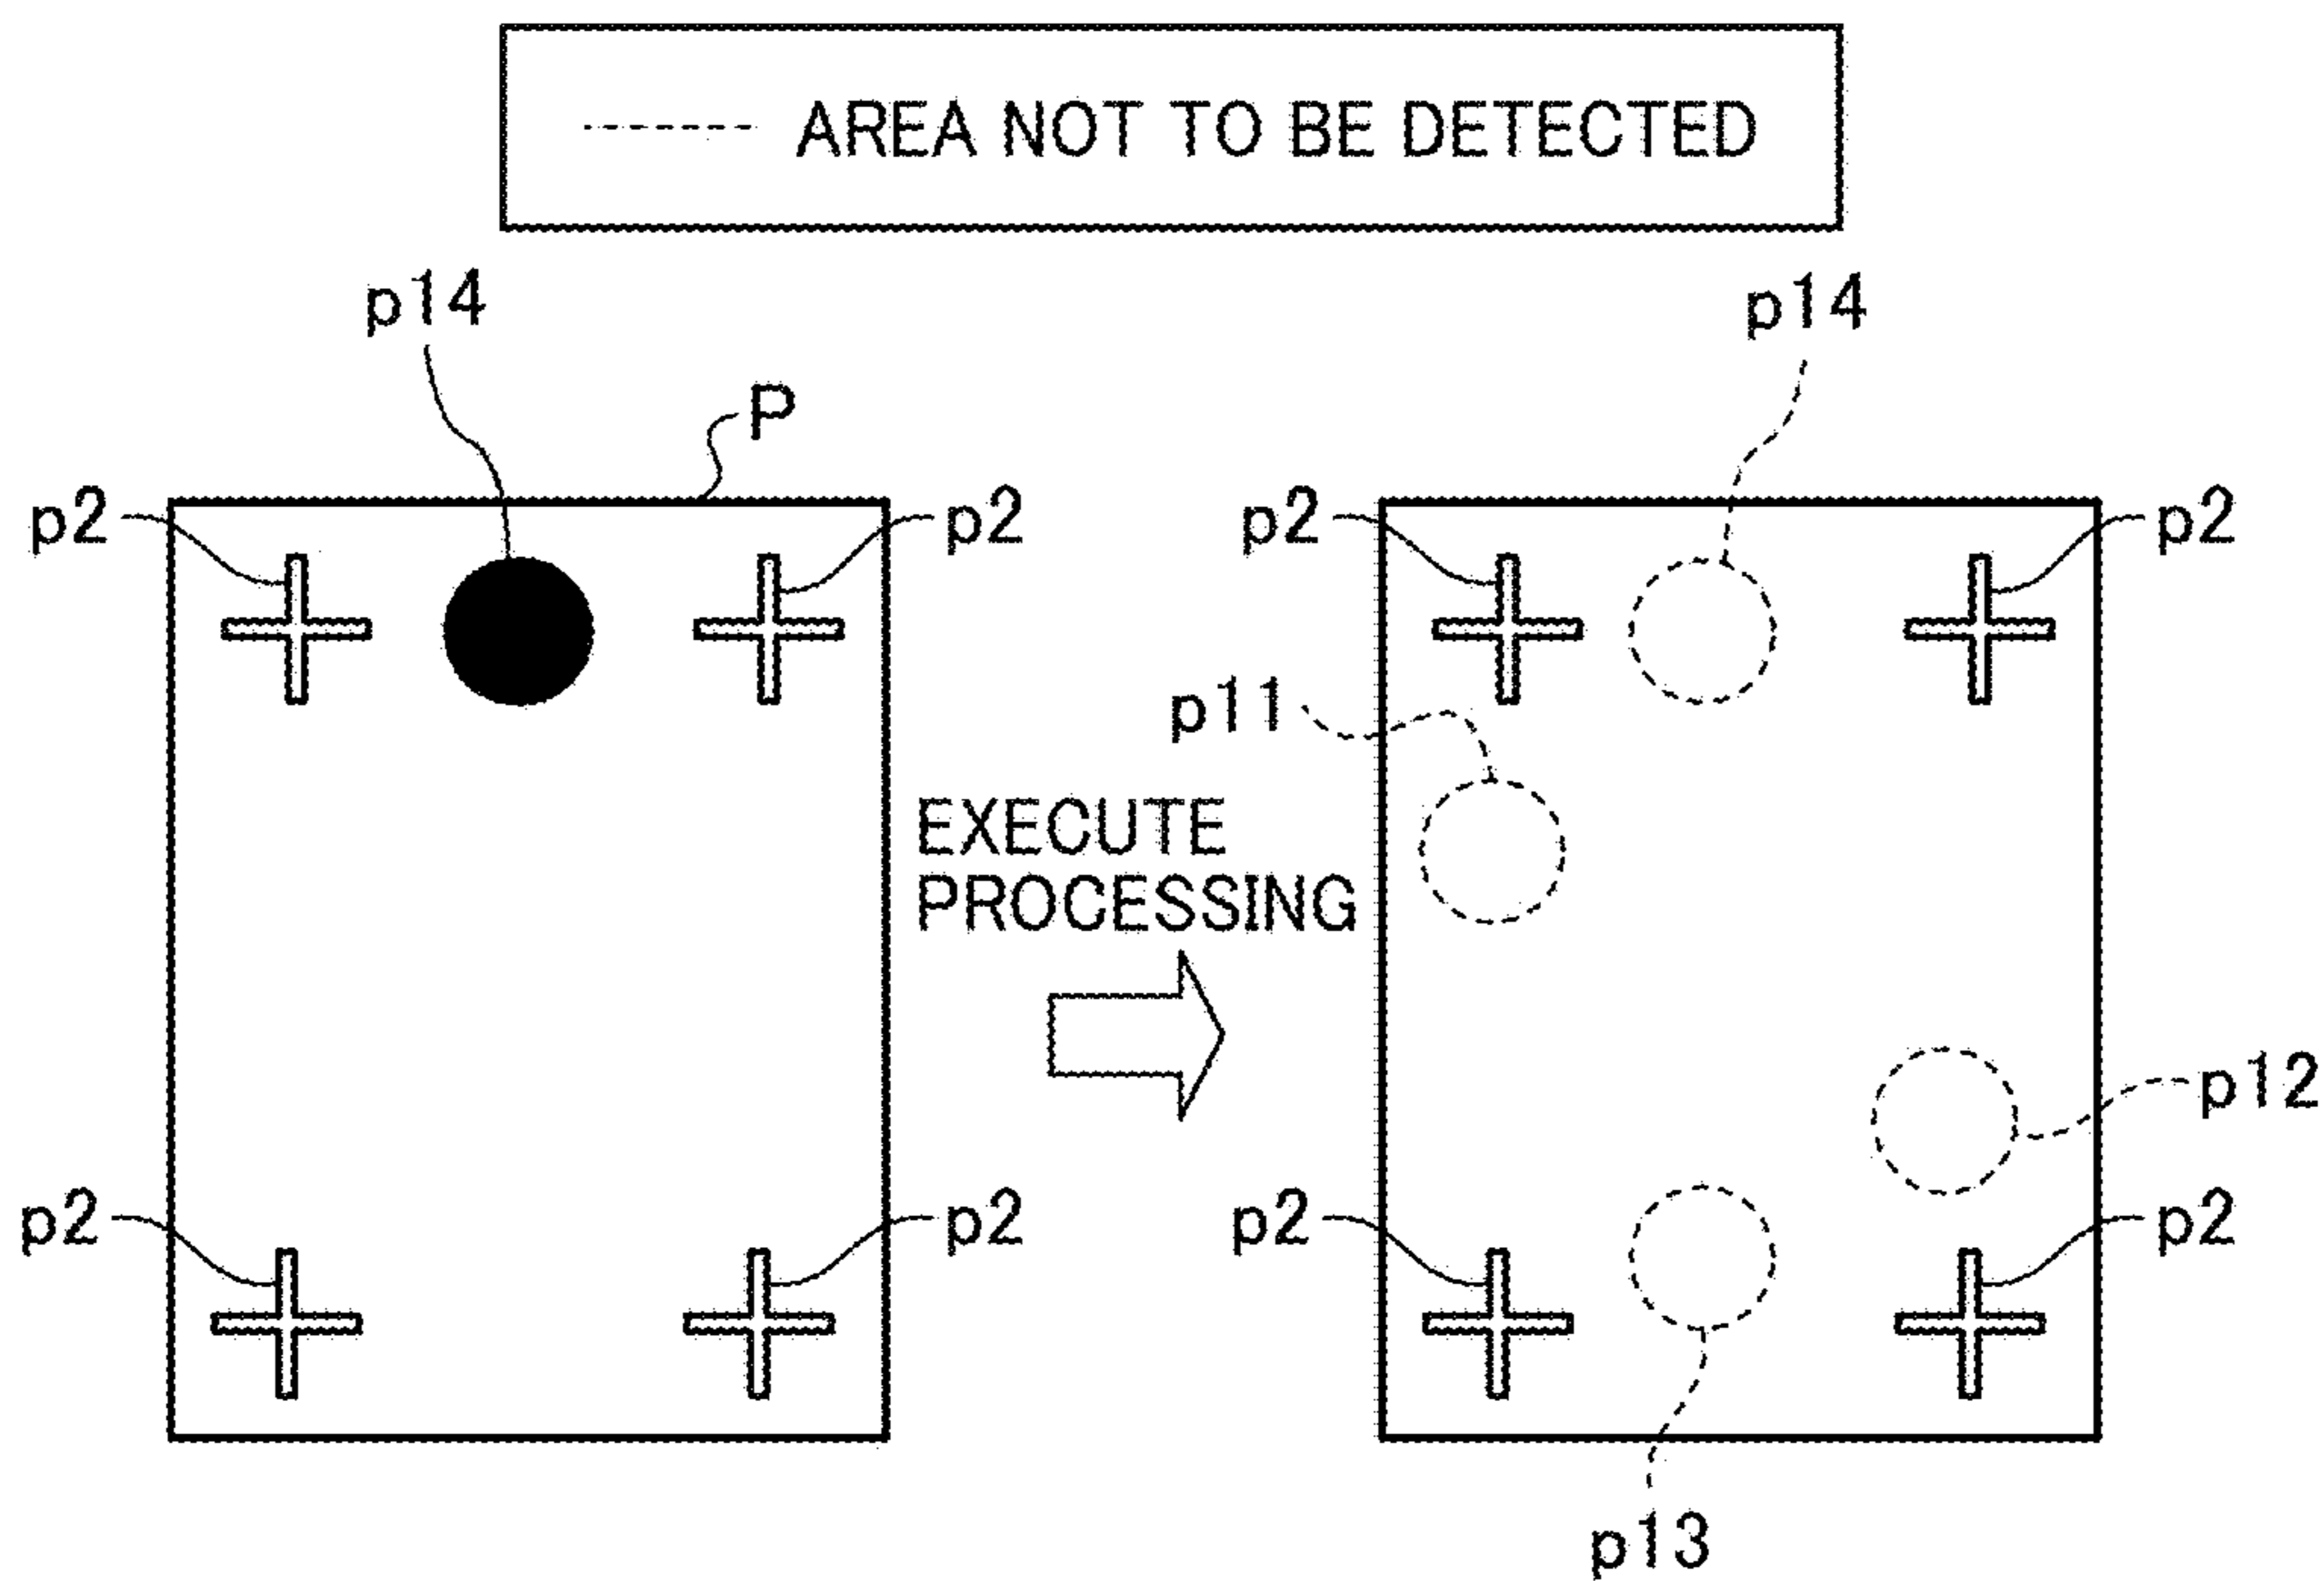 AREA NOT TO BE DETECTED
p14
p14
P
p2
p2
p2
p2
p11
EXECUTE
PROCESSING
p12
p2
p2
p2
p2
p13